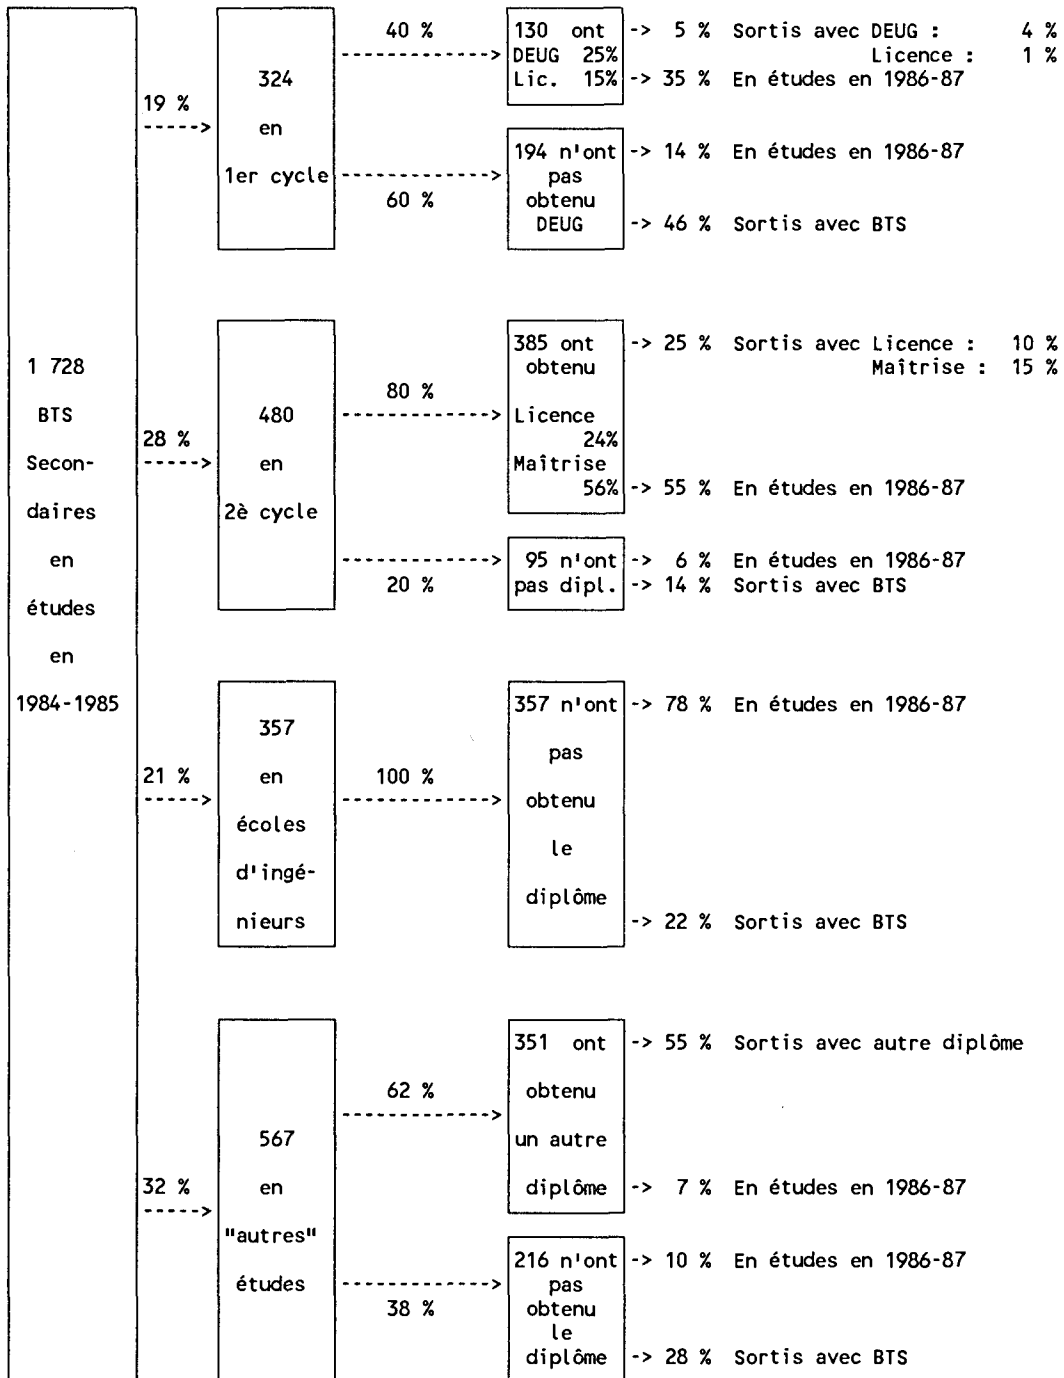 40 %
130 ont -> 5 % Sortis avec DEUG : 4 %
DEUG 25% Licence : 1 %
324 Lic. 15% -> 35 % En études en 1986-87
19 %
-----> en
194 n'ont -> 14 % En études en 1986-87
1er cycle -------------> pas
60 % obtenu
DEUG -> 46 % Sortis avec BTS
385 ont -> 25 % Sortis avec Licence : 10 %
1 728 obtenu Maîtrise : 15 %
80 %
BTS 480 -------------> Licence
28 % 24%
Secon- -----> en Maîtrise
56% -> 55 % En études en 1986-87
daires 2è cycle
en -------------> 95 n'ont -> 6 % En études en 1986-87
20 % pas dipl. -> 14 % Sortis avec BTS
études
en
1984-1985 357 n'ont -> 78 % En études en 1986-87
357
pas
21 % en 100 %
-----> -------------> obtenu
écoles
le
d'ingé-
diplôme
nieurs -> 22 % Sortis avec BTS
351 ont -> 55 % Sortis avec autre diplôme
62 % obtenu
------------->
567 un autre
32 % en diplôme -> 7 % En études en 1986-87
----->
"autres"
216 n'ont -> 10 % En études en 1986-87
études -------------> pas
38 % obtenu
le
diplôme -> 28 % Sortis avec BTS